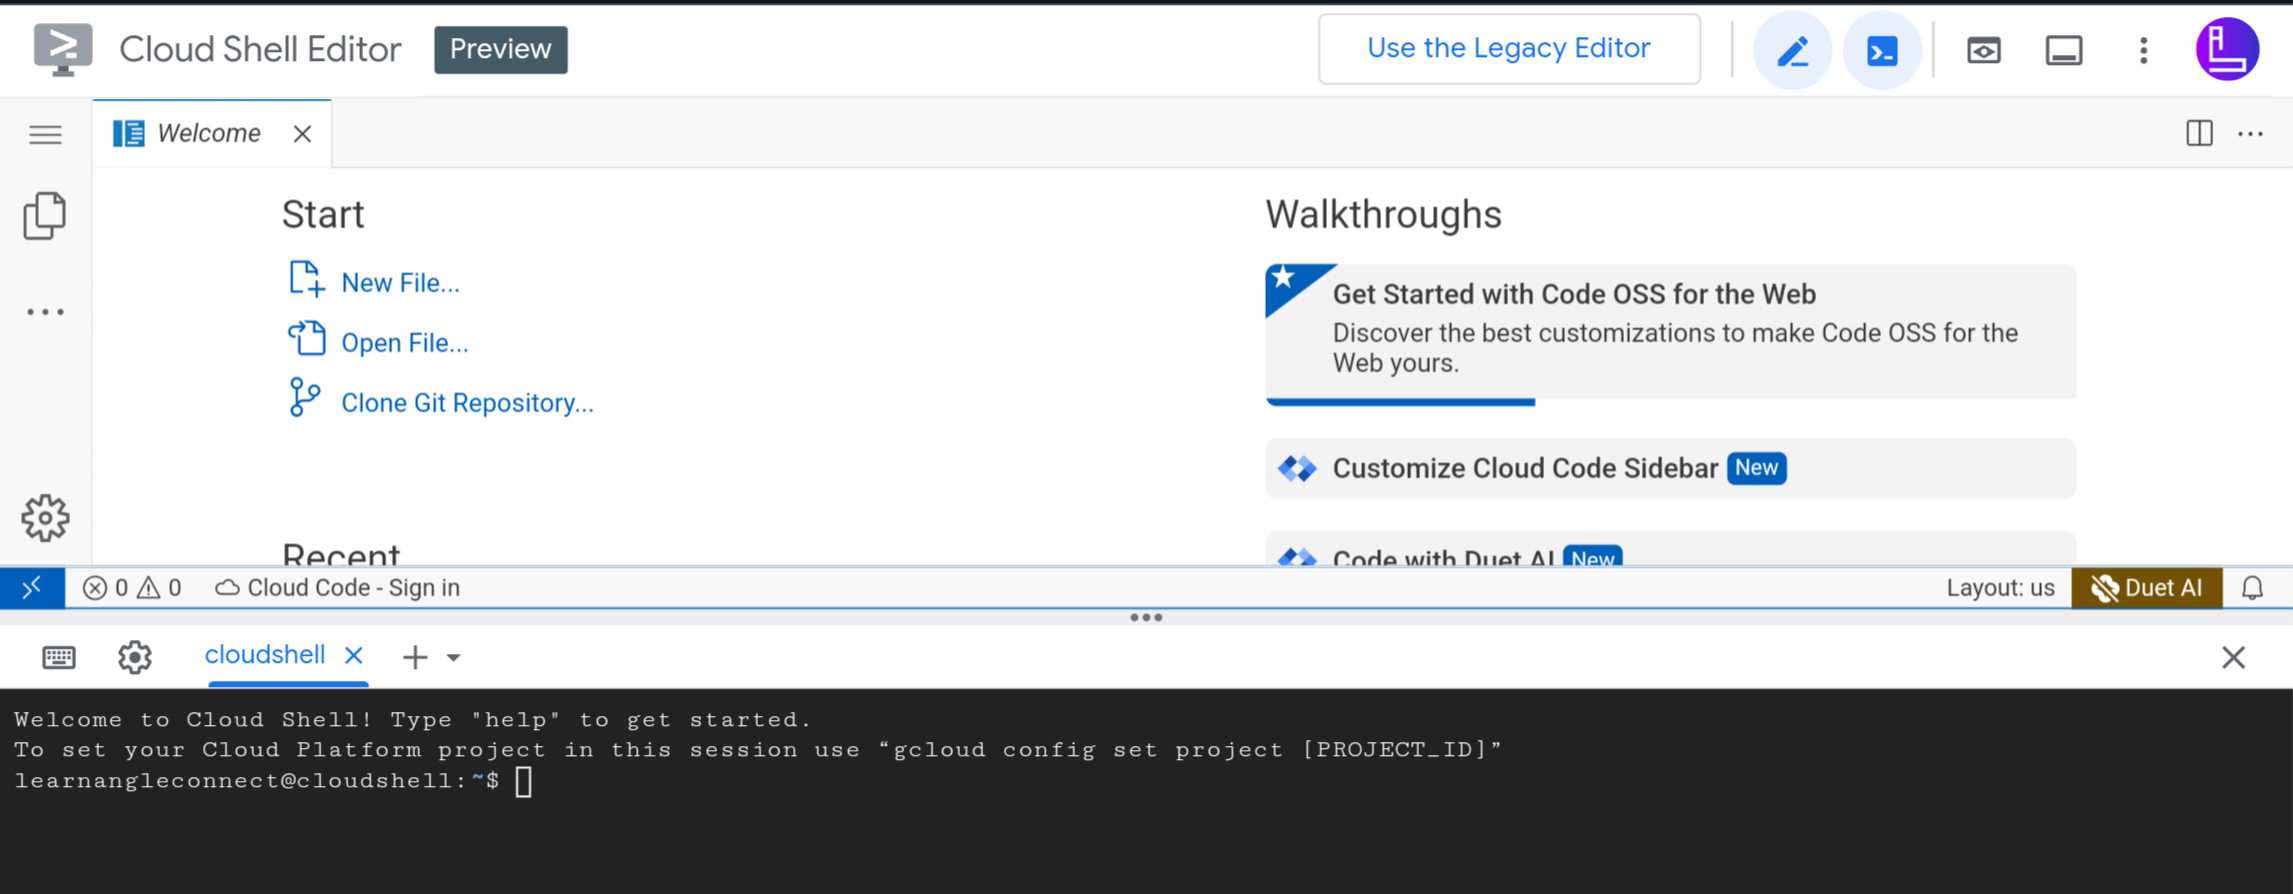 Cloud Shell Editor Preview Use the Legacy Editor
Welcome
Start
New File...
Open File...
Clone Git Repository...
Recent
Walkthroughs
Get Started with Code OSS for the Web
Discover the best customizations to make Code OSS for the
Web yours.
Customize Cloud Code Sidebar New
Code with Duet AI New
0 0 Cloud Code - Sign in Layout: us Duet AI
cloudshell
Welcome to Cloud Shell! Type "help" to get started.
To set your Cloud Platform project in this session use “gcloud config set project [PROJECT_ID]”
learnangleconnect@cloudshell:~$